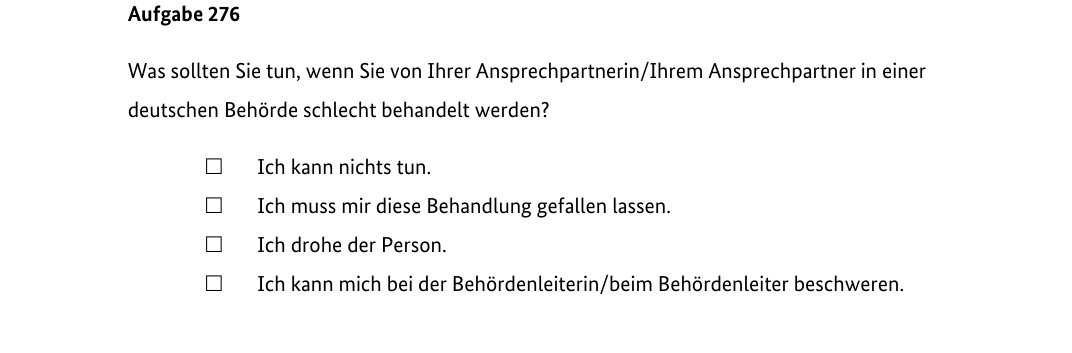 Aufgabe 276
Was sollten Sie tun, wenn Sie von Ihrer Ansprechpartnerin/Ihrem Ansprechpartner in einer
deutschen Behörde schlecht behandelt werden?
☐ Ich kann nichts tun.
☐ Ich muss mir diese Behandlung gefallen lassen.
☐ Ich drohe der Person.
☐ Ich kann mich bei der Behördenleiterin/beim Behördenleiter beschweren.